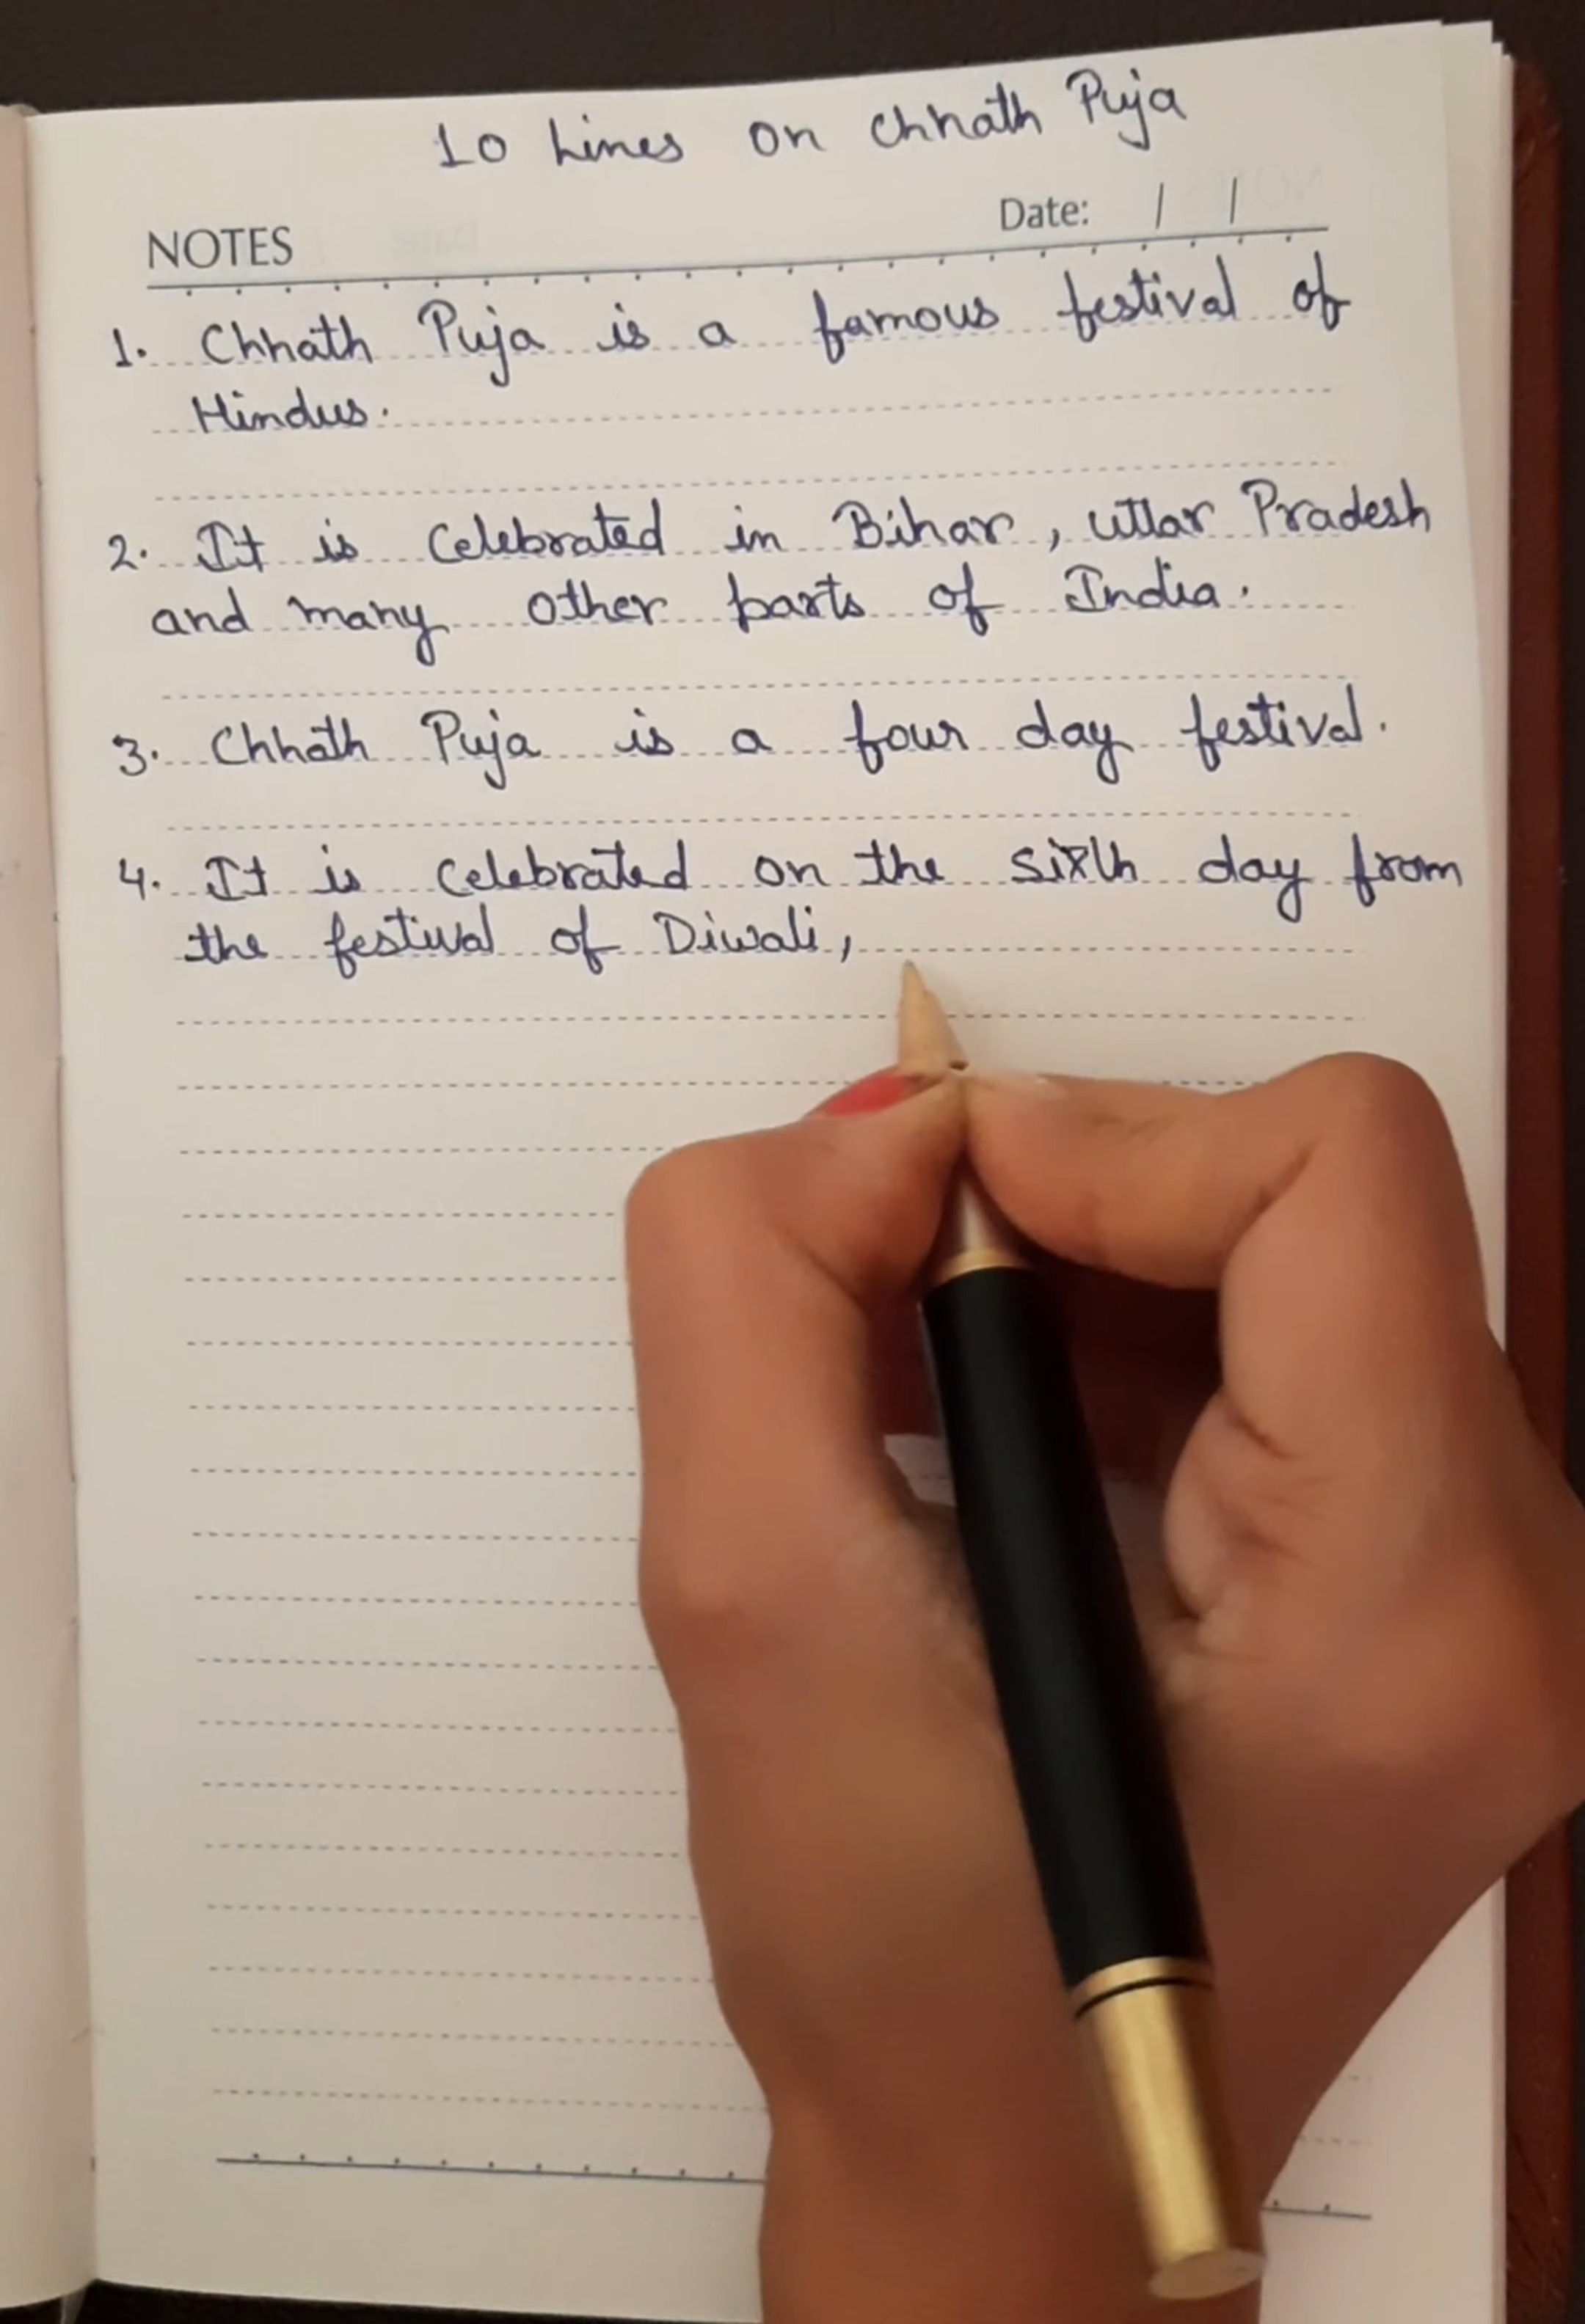 10 Lines on Chhath Puja
NOTES
Date: / /
1. Chhath Puja is a famous festival of
Hindus.
2. It is Celebrated in Bihar, Uttar Pradesh
and many other parts of India.
3. Chhath Puja is a four day festival.
4. It is Celebrated on the sixth day from
the festival of Diwali,